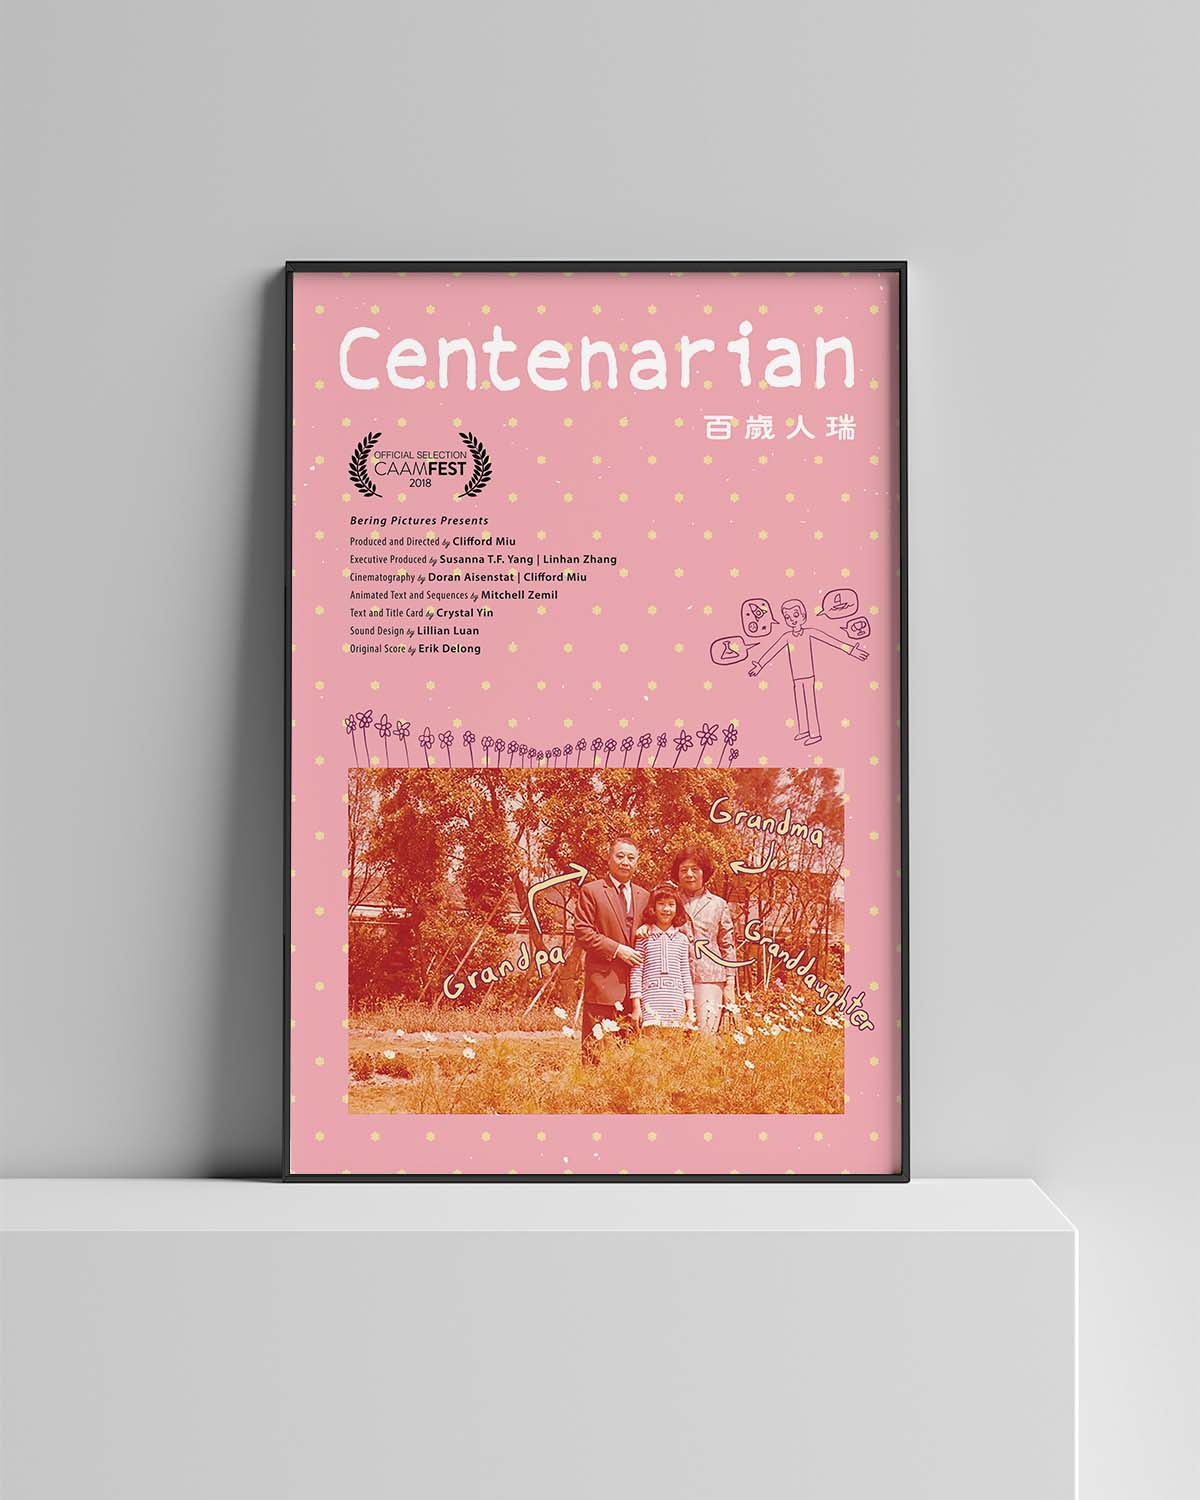 Centenarian
百歲人瑞
OFFICIAL SELECTION
CAAMFEST
2018
Bering Pictures Presents
Produced and Directed by Clifford Miu
Executive Produced by Susanna T.F. Yang | Linhan Zhang
Cinematography by Doran Aisenstat | Clifford Miu
Animated Text and Sequences by Mitchell Zemil
Text and Title Card by Crystal Yin
Sound Design by Lillian Luan
Original Score by Erik Delong
Grandma
Grandpa
Granddaughter